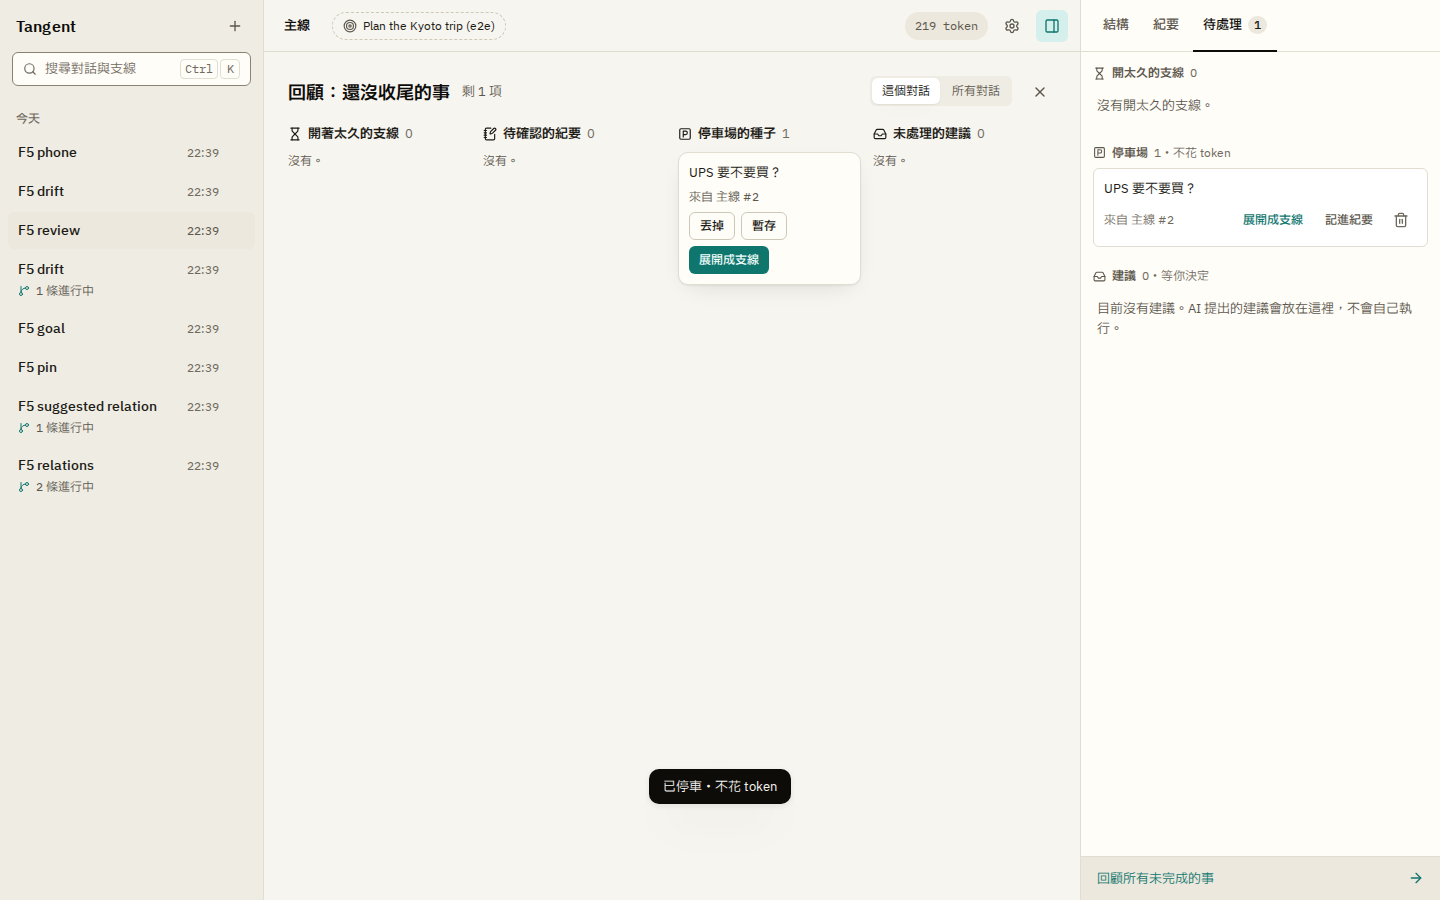 Tangent
搜尋對話與支線 Ctrl K
今天
F5 phone 22:39
F5 drift 22:39
F5 review 22:39
F5 drift 22:39
1 條進行中
F5 goal 22:39
F5 pin 22:39
F5 suggested relation 22:39
1 條進行中
F5 relations 22:39
2 條進行中
主線 Plan the Kyoto trip (e2e) 219 token
回顧：還沒收尾的事 剩 1 項 這個對話 所有對話
開著太久的支線 0
沒有。
待確認的紀要 0
沒有。
停車場的種子 1
UPS 要不要買？
來自 主線 #2
丟掉 暫存
展開成支線
未處理的建議 0
沒有。
已停車・不花 token
結構 紀要 待處理 1
開太久的支線 0
沒有開太久的支線。
停車場 1・不花 token
UPS 要不要買？
來自 主線 #2 展開成支線 記進紀要
建議 0・等你決定
目前沒有建議。AI 提出的建議會放在這裡，不會自己執
行。
回顧所有未完成的事